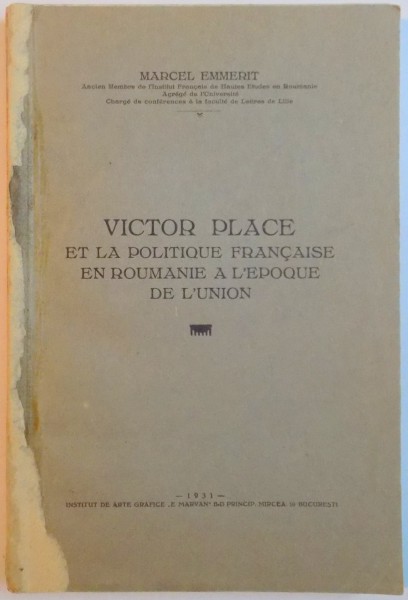 MARCEL EMMERIT
Ancien Membre de l'Institut Français de Hautes Etudes en Roumanie
Agrégé de l'Université
Chargé de conférences à la faculté de Lettres de Lille
VICTOR PLACE
ET LA POLITIQUE FRANÇAISE
EN ROUMANIE A L'EPOQUE
DE L'UNION
— 1931 —
INSTITUT DE ARTE GRAFICE „E. MARVAN" B-D PRINCIP. MIRCEA, 10 BUCUREȘTI